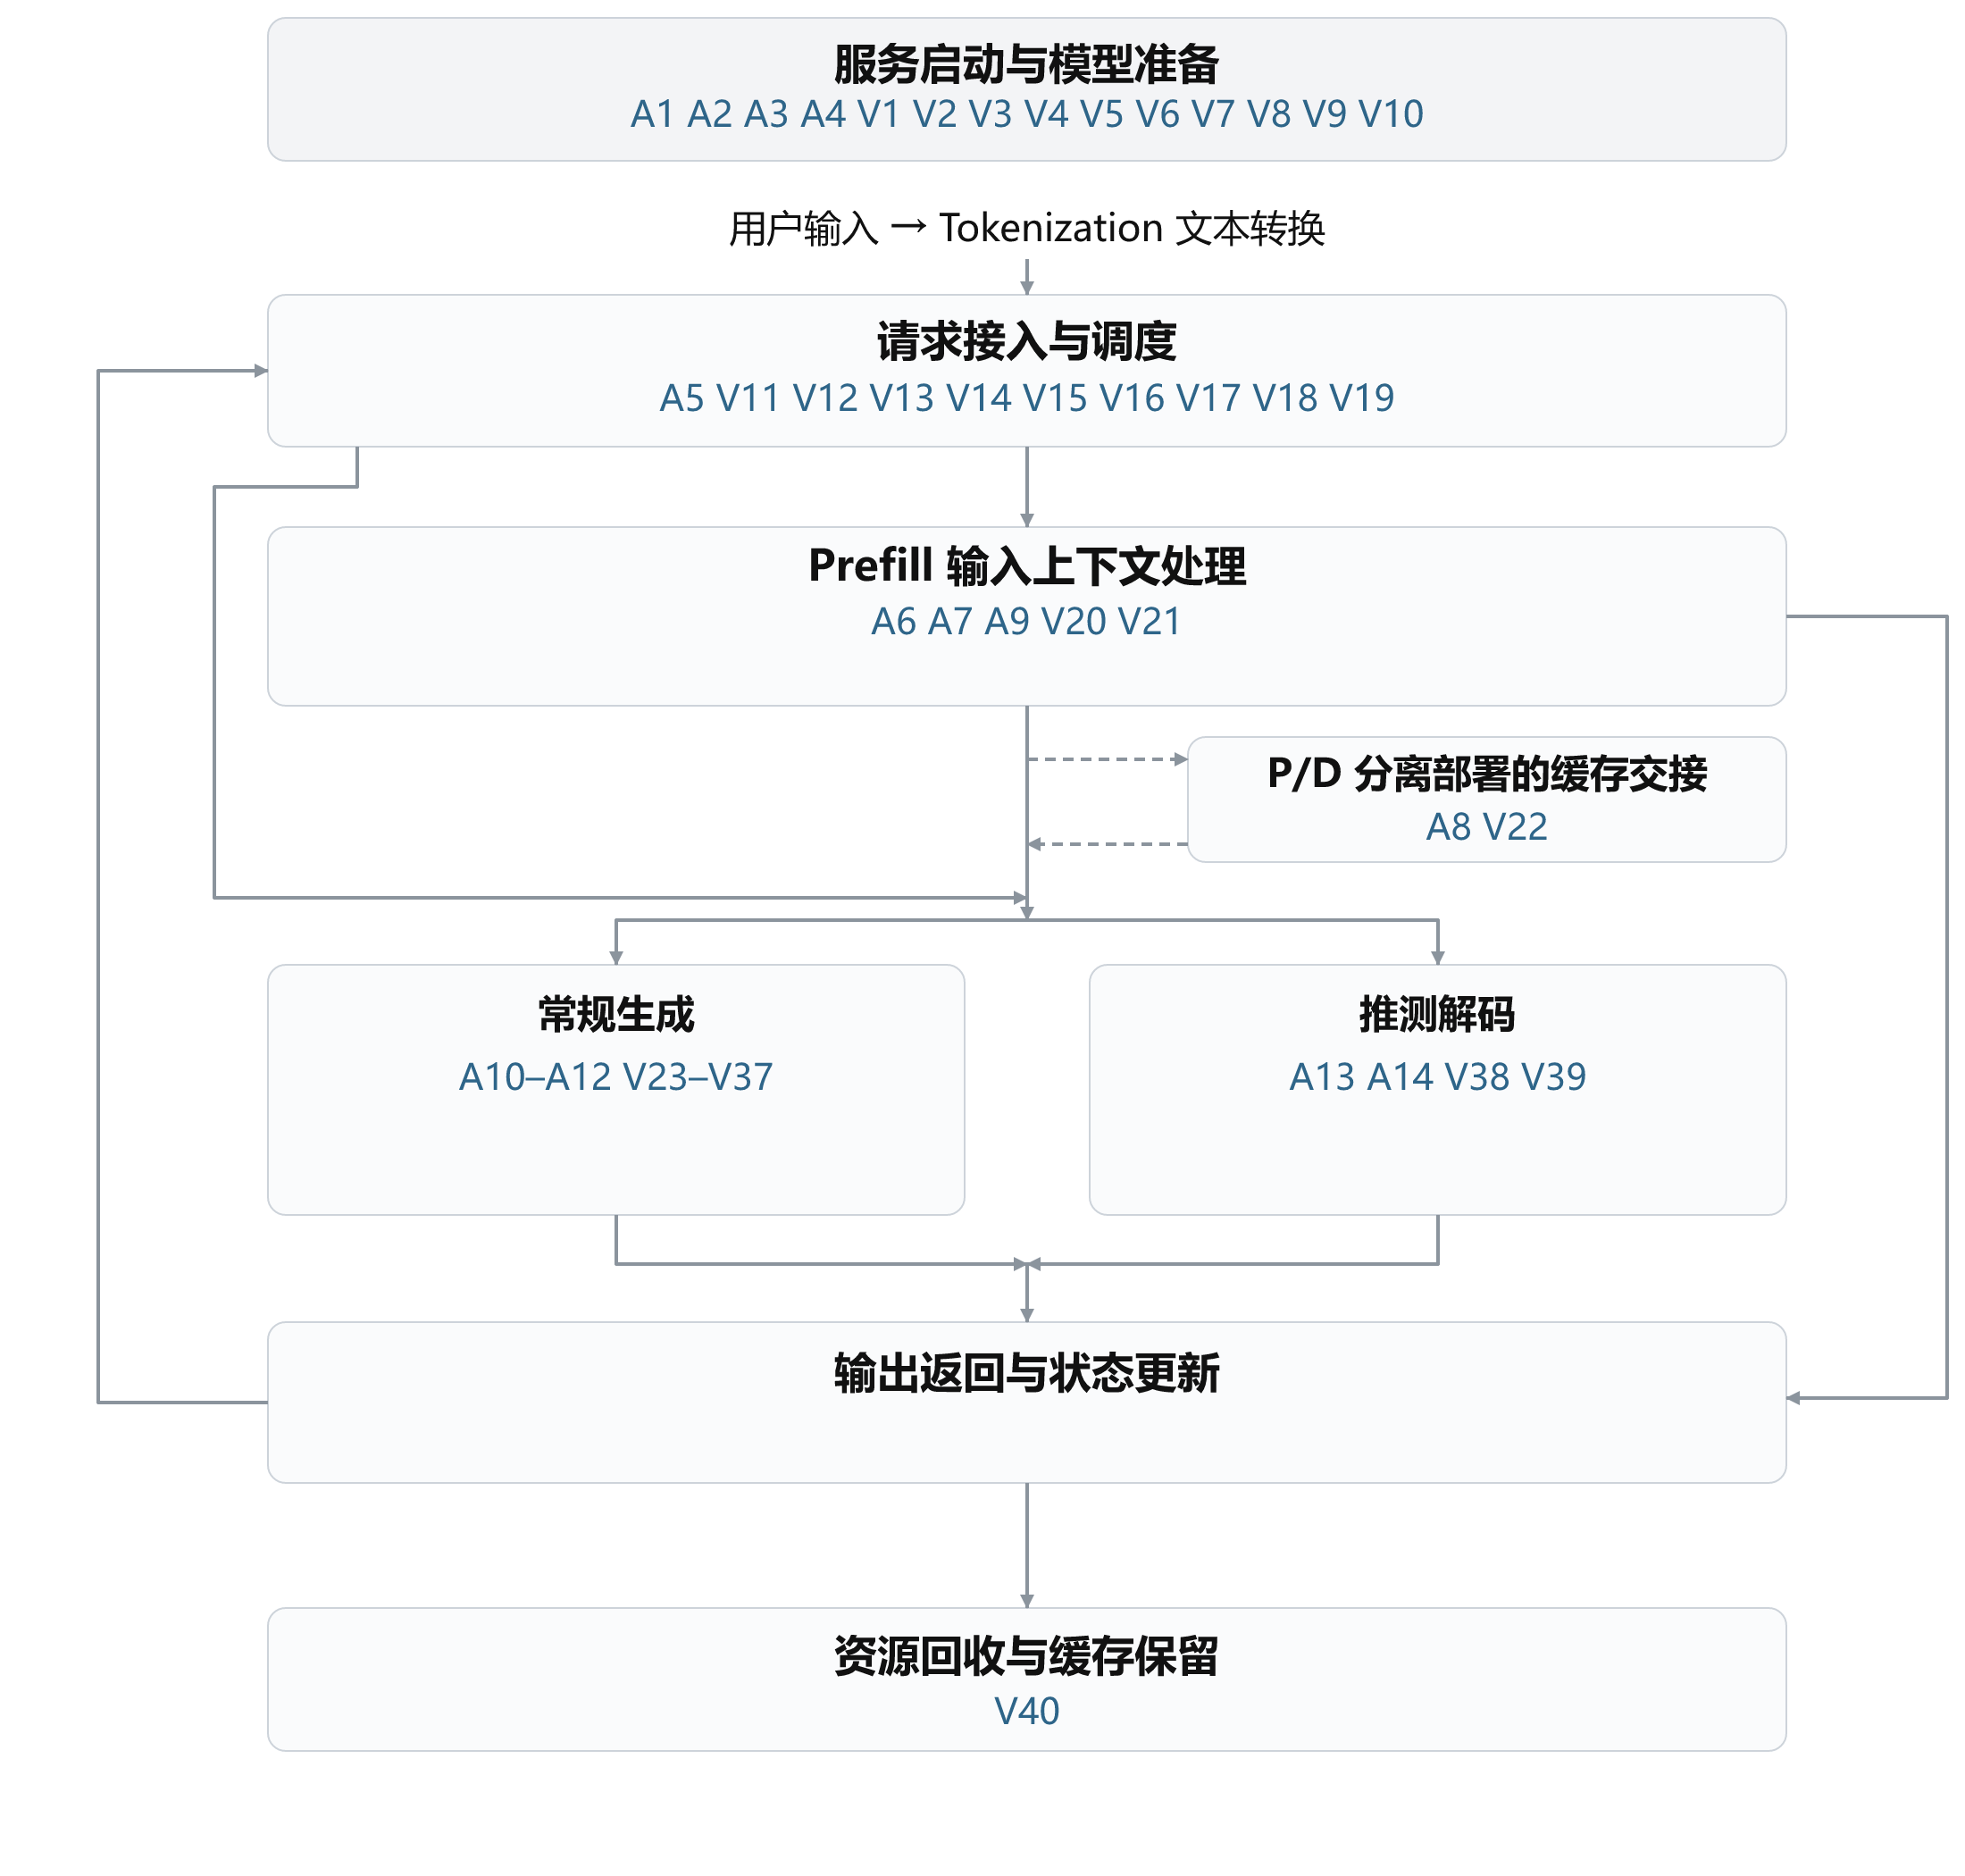 服务启动与模型准备
A1 A2 A3 A4 V1 V2 V3 V4 V5 V6 V7 V8 V9 V10
用户输入 → Tokenization 文本转换
请求接入与调度
A5 V11 V12 V13 V14 V15 V16 V17 V18 V19
Prefill 输入上下文处理
A6 A7 A9 V20 V21
P/D 分离部署的缓存交接
A8 V22
常规生成
A10–A12 V23–V37
推测解码
A13 A14 V38 V39
输出返回与状态更新
资源回收与缓存保留
V40